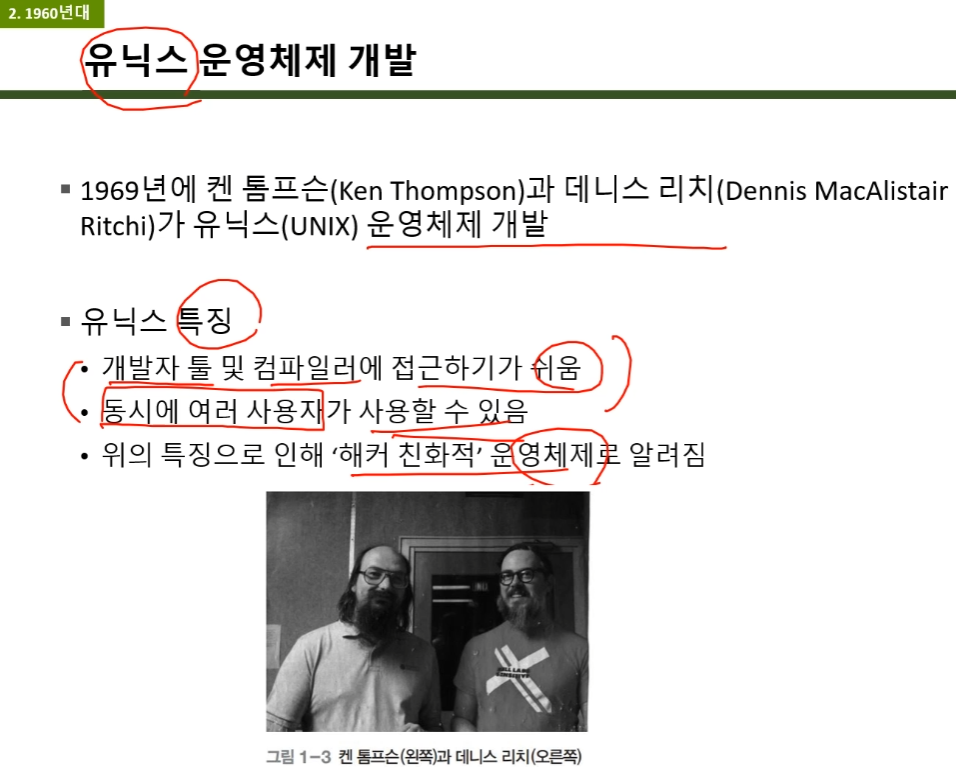 2. 1960년대
유닉스 운영체제 개발
▪ 1969년에 켄 톰프슨(Ken Thompson)과 데니스 리치(Dennis MacAlistair
Ritchi)가 유닉스(UNIX) 운영체제 개발
▪ 유닉스 특징
• 개발자 툴 및 컴파일러에 접근하기가 쉬움
• 동시에 여러 사용자가 사용할 수 있음
• 위의 특징으로 인해 ‘해커 친화적’ 운영체제로 알려짐
그림 1-3 켄 톰프슨(왼쪽)과 데니스 리치(오른쪽)